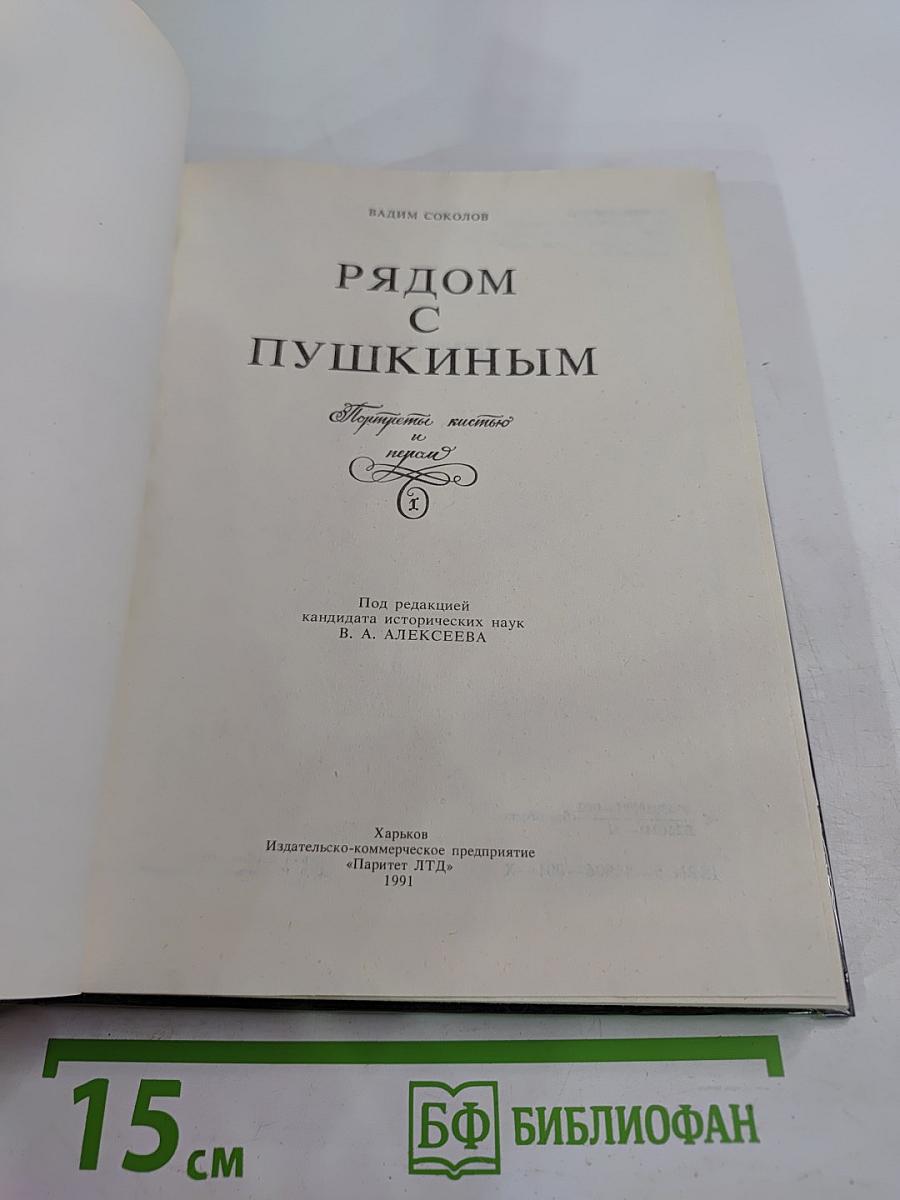 ВАДИМ СОКОЛОВ
РЯДОМ
С
ПУШКИНЫМ
Портреты кистью
и
пером
1
Под редакцией
кандидата исторических наук
В. А. АЛЕКСЕЕВА
Харьков
Издательско-коммерческое предприятие
«Паритет ЛТД»
1991
15 см
БФ БИБЛИОФАН